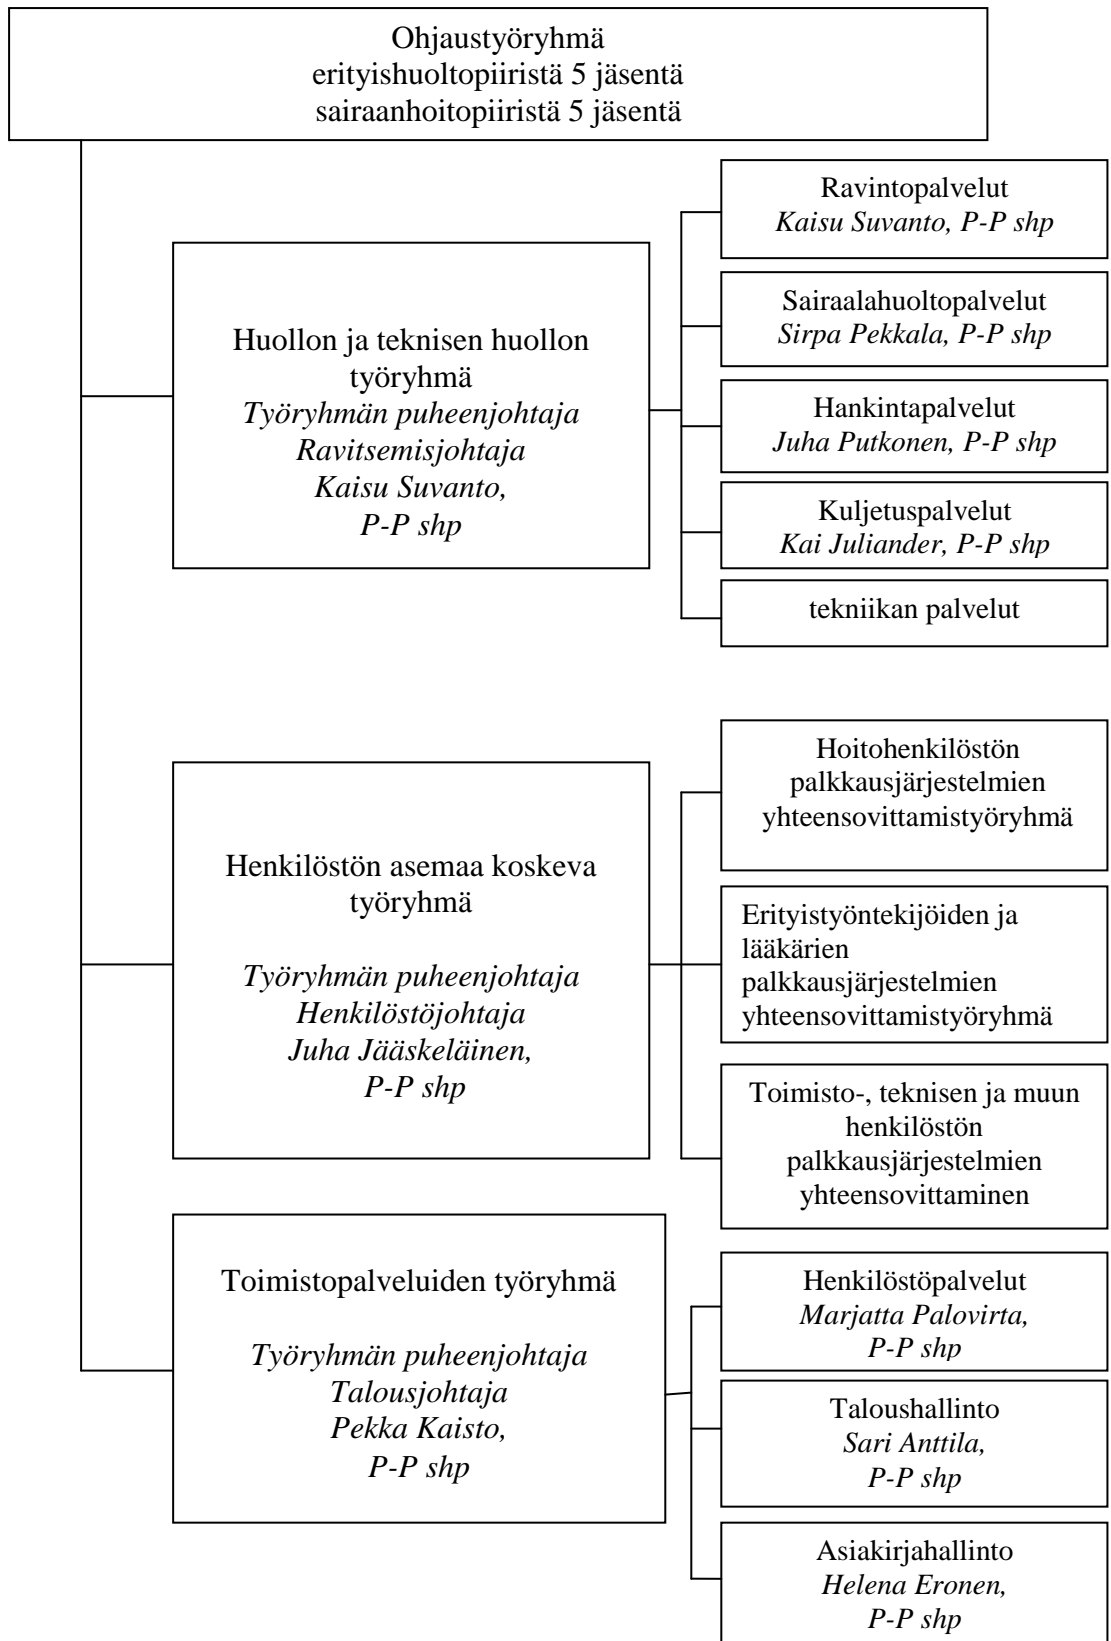 Ohjaustyöryhmä
erityishuoltopiiristä 5 jäsentä
sairaanhoitopiiristä 5 jäsentä
Huollon ja teknisen huollon
työryhmä
Työryhmän puheenjohtaja
Ravitsemisjohtaja
Kaisu Suvanto,
P-P shp
Ravintopalvelut
Kaisu Suvanto, P-P shp
Sairaalahuoltopalvelut
Sirpa Pekkala, P-P shp
Hankintapalvelut
Juha Putkonen, P-P shp
Kuljetuspalvelut
Kai Juliander, P-P shp
tekniikan palvelut
Henkilöstön asemaa koskeva
työryhmä
Työryhmän puheenjohtaja
Henkilöstöjohtaja
Juha Jääskeläinen,
P-P shp
Hoitohenkilöstön
palkkausjärjestelmien
yhteensovittamistyöryhmä
Erityistyöntekijöiden ja
lääkärien
palkkausjärjestelmien
yhteensovittamistyöryhmä
Toimisto-, teknisen ja muun
henkilöstön
palkkausjärjestelmien
yhteensovittaminen
Toimistopalveluiden työryhmä
Työryhmän puheenjohtaja
Talousjohtaja
Pekka Kaisto,
P-P shp
Henkilöstöpalvelut
Marjatta Palovirta,
P-P shp
Taloushallinto
Sari Anttila,
P-P shp
Asiakirjahallinto
Helena Eronen,
P-P shp